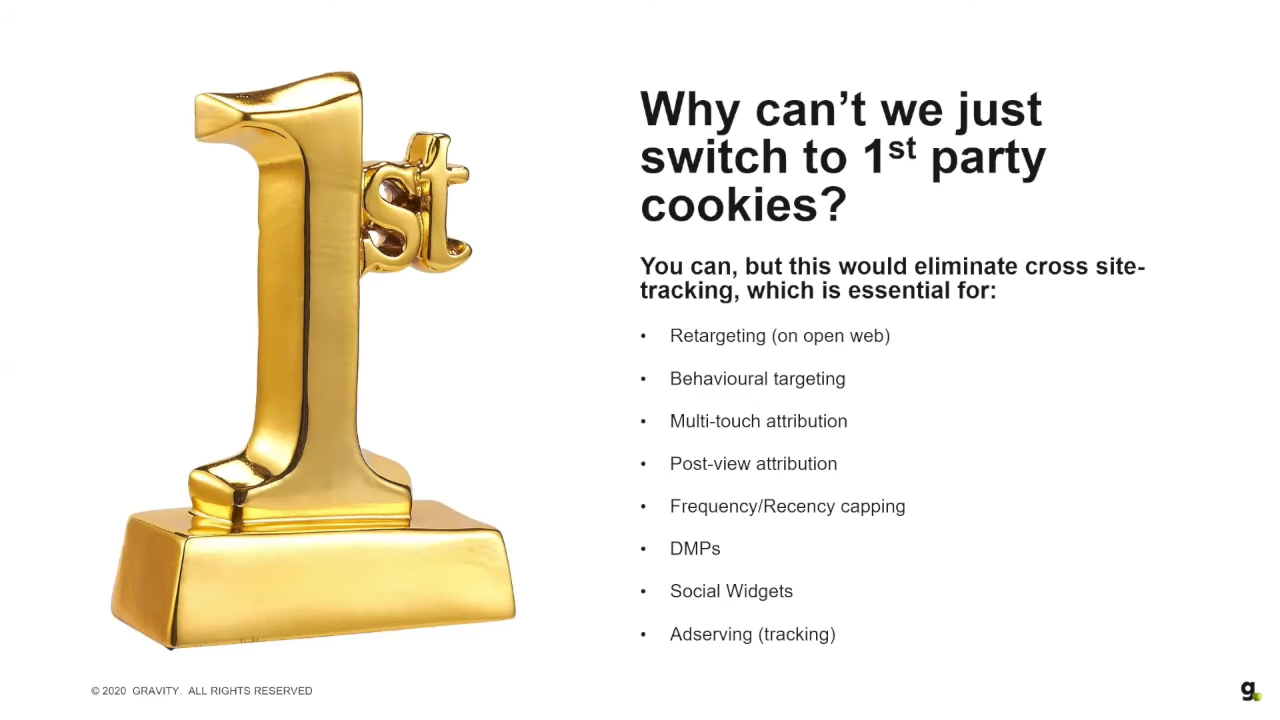 1st
Why can’t we just
switch to 1st party
cookies?
You can, but this would eliminate cross site-
tracking, which is essential for:
• Retargeting (on open web)
• Behavioural targeting
• Multi-touch attribution
• Post-view attribution
• Frequency/Recency capping
• DMPs
• Social Widgets
• Adserving (tracking)
© 2020 GRAVITY. ALL RIGHTS RESERVED
g